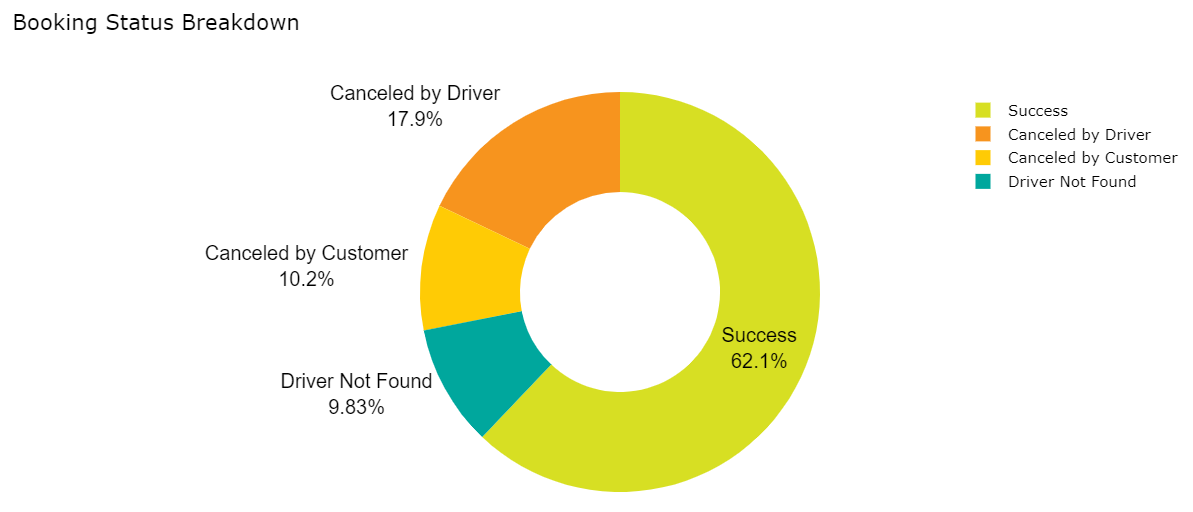 Booking Status Breakdown
Canceled by Driver
17.9%
Canceled by Customer
10.2%
Driver Not Found
9.83%
Success
62.1%
Success
Canceled by Driver
Canceled by Customer
Driver Not Found